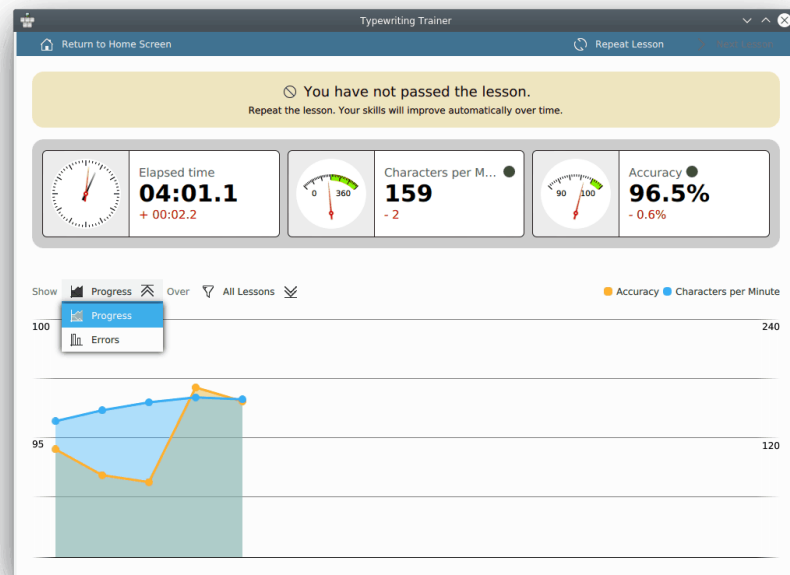 Typewriting Trainer
Return to Home Screen
Repeat Lesson
Next Lesson
You have not passed the lesson.
Repeat the lesson. Your skills will improve automatically over time.
Elapsed time
04:01.1
+ 00:02.2
0 360
Characters per M...
159
- 2
90 100
Accuracy
96.5%
- 0.6%
Show Progress Over All Lessons
Accuracy Characters per Minute
Progress
Errors
100 240
95 120